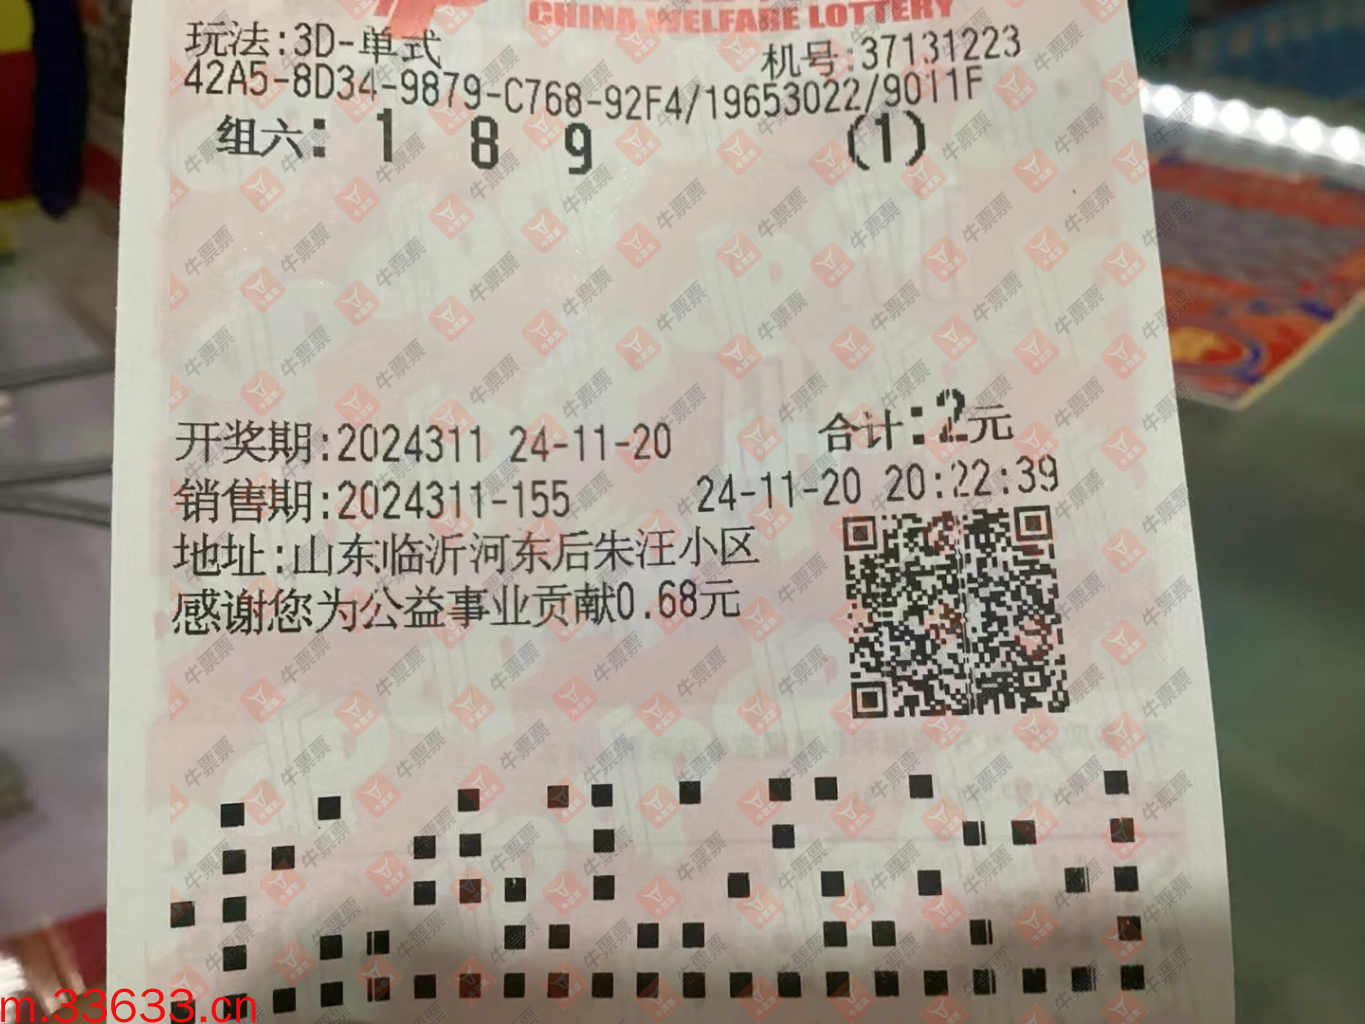 CHINA WELFARE LOTTERY
玩法:3D-单式
机号:37131223
42A5-8D34-9879-C768-92F4/19653022/9011F
组六: 1 8 9 (1)
开奖期:2024311 24-11-20 合计:2元
销售期:2024311-155 24-11-20 20:22:39
地址:山东临沂河东后朱汪小区
感谢您为公益事业贡献0.68元
牛票票
m.33633.cn